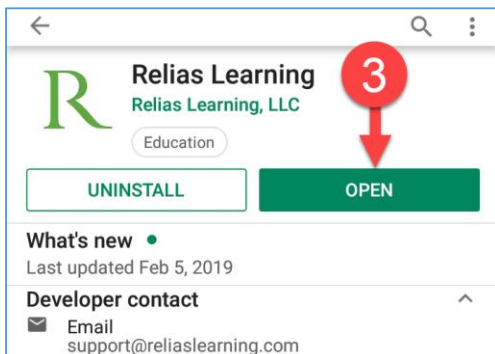 R
Relias Learning
3
Relias Learning, LLC
Education
UNINSTALL
OPEN
What's new
Last updated Feb 5, 2019
Developer contact
Email
support@reliaslearning.com